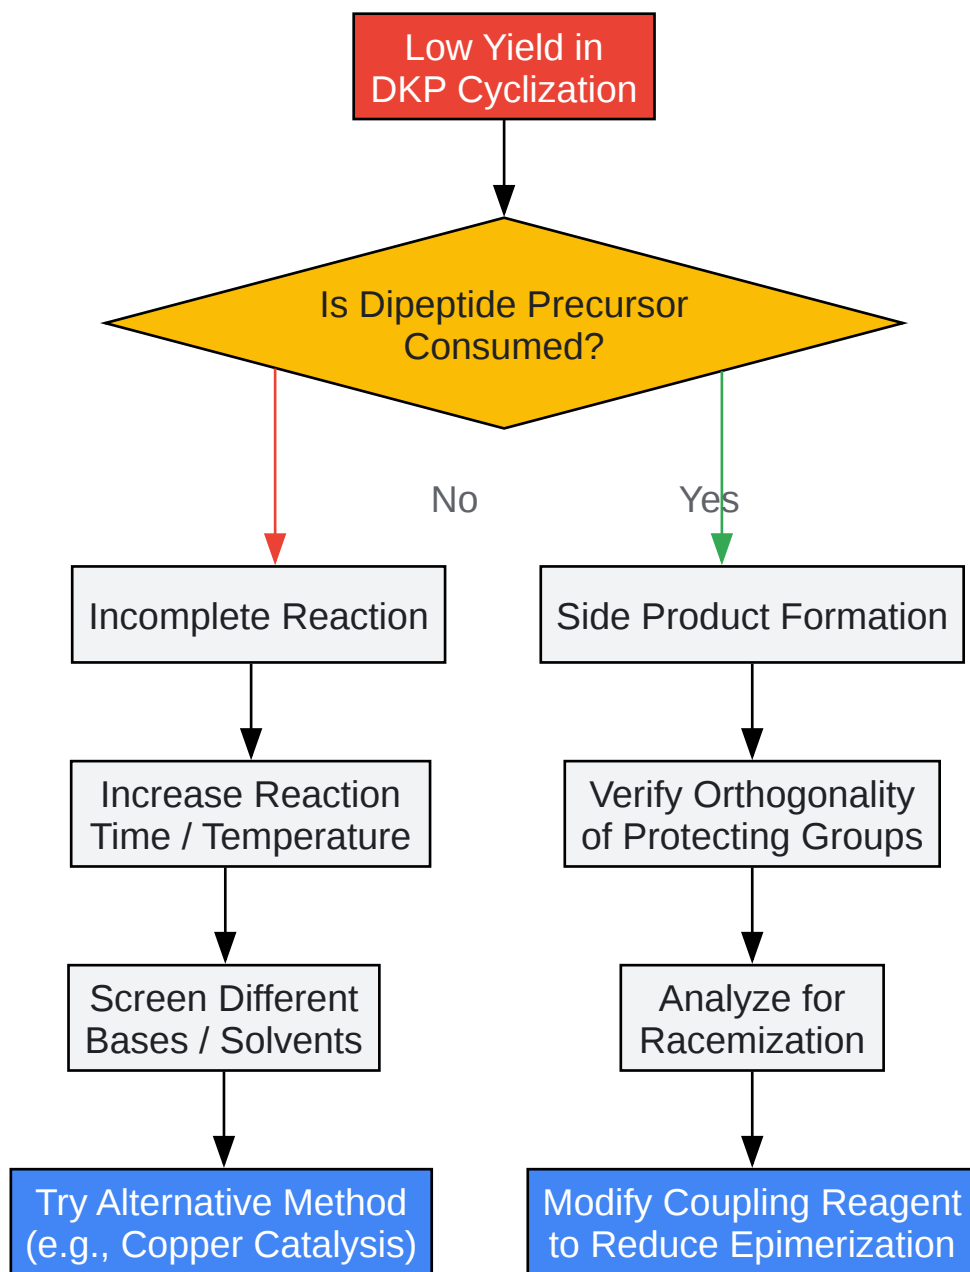 Low Yield in
DKP Cyclization
Is Dipeptide Precursor
Consumed?
No
Yes
Incomplete Reaction
Side Product Formation
Increase Reaction
Time / Temperature
Verify Orthogonality
of Protecting Groups
Screen Different
Bases / Solvents
Analyze for
Racemization
Try Alternative Method
(e.g., Copper Catalysis)
Modify Coupling Reagent
to Reduce Epimerization